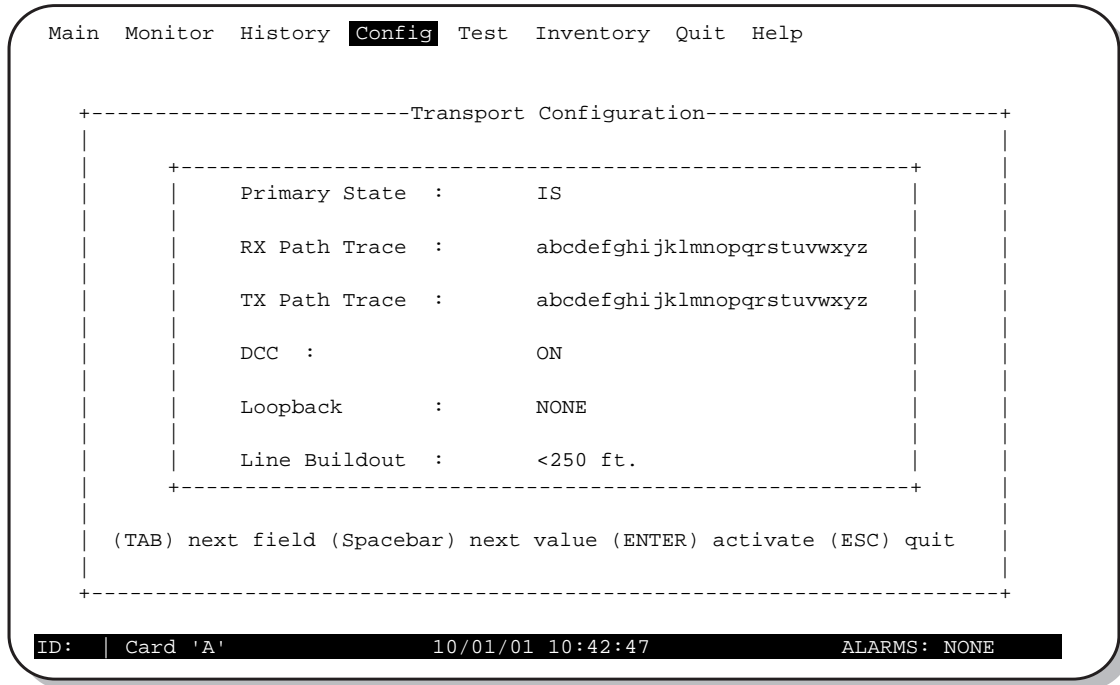 Main Monitor History Config Test Inventory Quit Help
Transport Configuration
Primary State : IS
RX Path Trace : abcdefghijklmnopqrstuvwxyz
TX Path Trace : abcdefghijklmnopqrstuvwxyz
DCC : ON
Loopback : NONE
Line Buildout : <250 ft.
(TAB) next field (Spacebar) next value (ENTER) activate (ESC) quit
ID: | Card 'A' 10/01/01 10:42:47 ALARMS: NONE